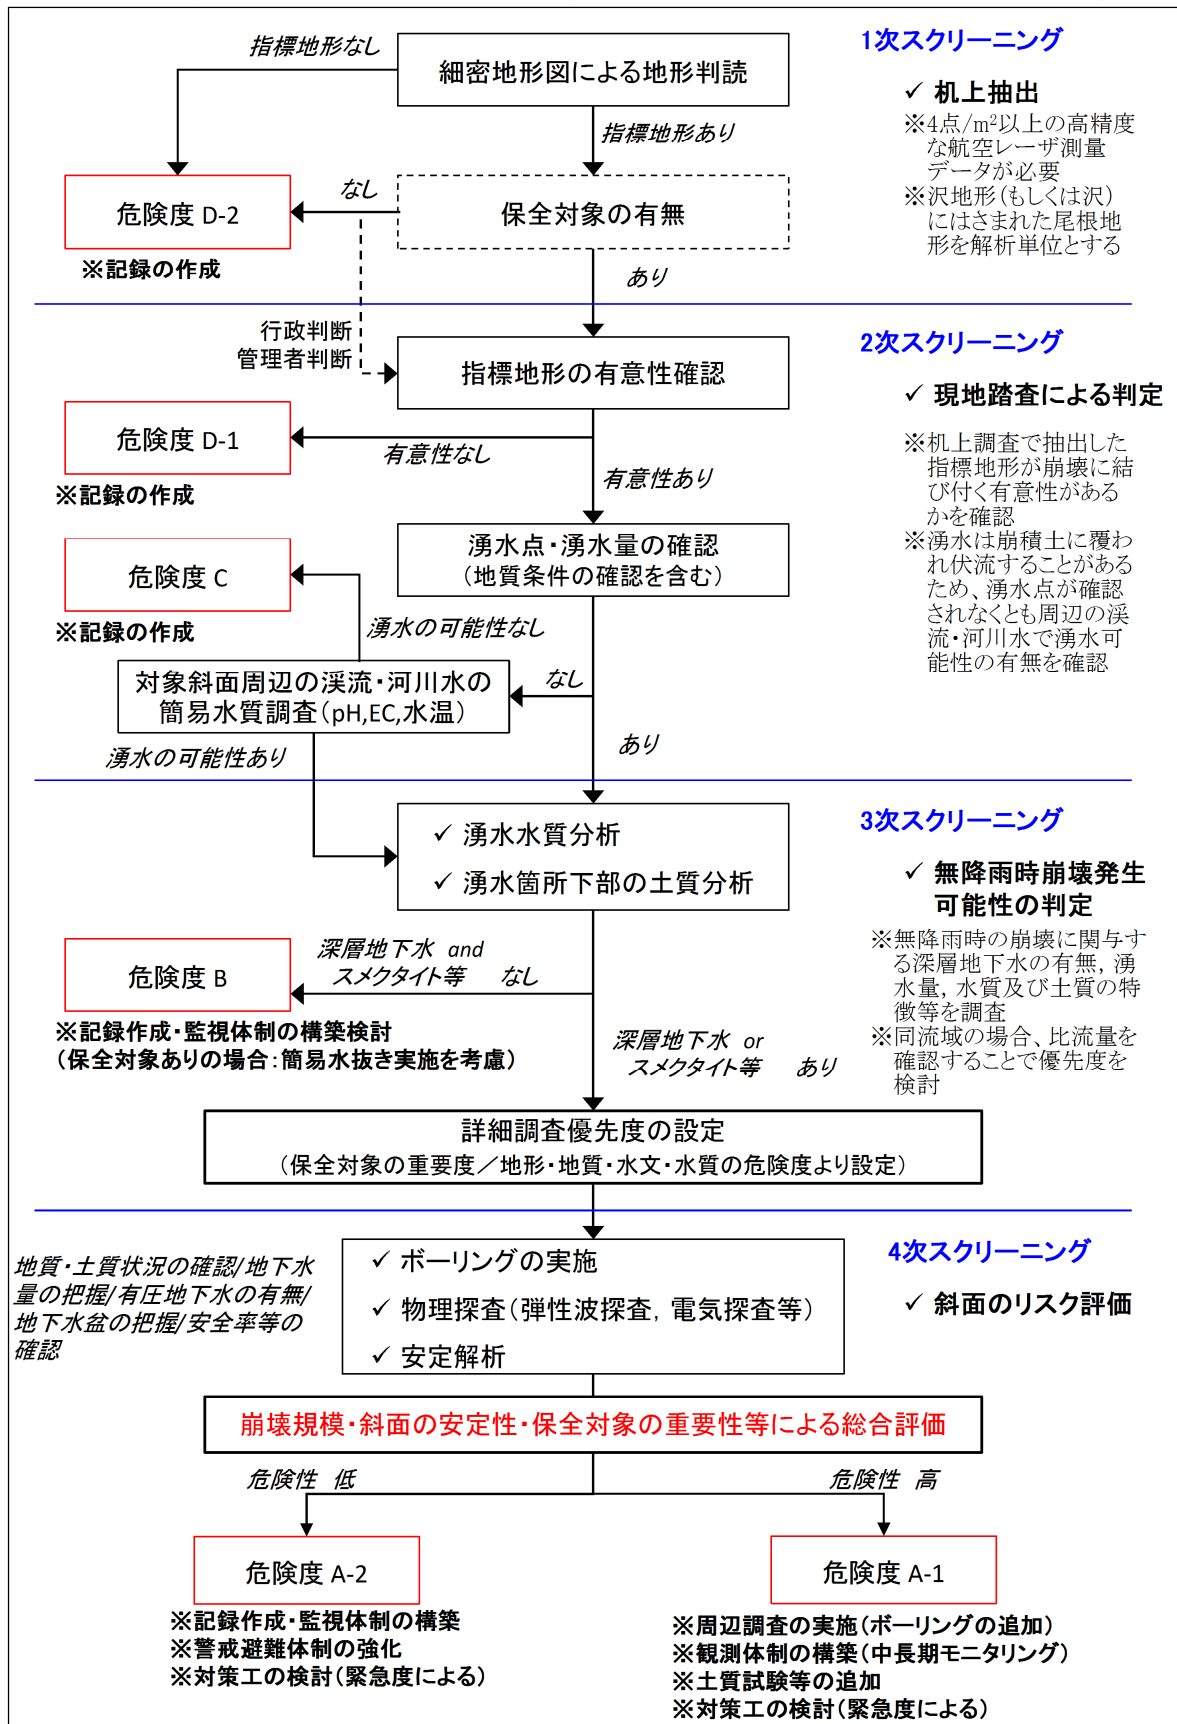 1次スクリーニング
指標地形なし
細密地形図による地形判読
✓ 机上抽出
※4点/m²以上の高精度
な航空レーザ測量
データが必要
※沢地形(もしくは沢)
にはさまれた尾根地
形を解析単位とする
指標地形あり
危険度 D-2
なし
保全対象の有無
※記録の作成
あり
行政判断
管理者判断
2次スクリーニング
指標地形の有意性確認
✓ 現地踏査による判定
危険度 D-1
有意性なし
※記録の作成
有意性あり
※机上調査で抽出した
指標地形が崩壊に結
び付く有意性がある
かを確認
※湧水は崩積土に覆わ
れ伏流することがある
ため、湧水点が確認
されなくとも周辺の渓
流・河川水で湧水可
能性の有無を確認
湧水点・湧水量の確認
(地質条件の確認を含む)
危険度 C
※記録の作成
湧水の可能性なし
対象斜面周辺の渓流・河川水の
簡易水質調査(pH,EC,水温)
なし
湧水の可能性あり
あり
3次スクリーニング
✓ 湧水水質分析
✓ 湧水箇所下部の土質分析
✓ 無降雨時崩壊発生
可能性の判定
※無降雨時の崩壊に関与す
る深層地下水の有無, 湧
水量, 水質及び土質の特
徴等を調査
※同流域の場合、比流量を
確認することで優先度を
検討
危険度 B
深層地下水 and
スメクタイト等 なし
※記録作成・監視体制の構築検討
(保全対象ありの場合:簡易水抜き実施を考慮)
深層地下水 or
スメクタイト等 あり
詳細調査優先度の設定
(保全対象の重要度/地形・地質・水文・水質の危険度より設定)
4次スクリーニング
✓ 斜面のリスク評価
地質・土質状況の確認/地下水
量の把握/有圧地下水の有無/
地下水盆の把握/安全率等の
確認
✓ ボーリングの実施
✓ 物理探査(弾性波探査, 電気探査等)
✓ 安定解析
崩壊規模・斜面の安定性・保全対象の重要性等による総合評価
危険性 低
危険性 高
危険度 A-2
※記録作成・監視体制の構築
※警戒避難体制の強化
※対策工の検討(緊急度による)
危険度 A-1
※周辺調査の実施(ボーリングの追加)
※観測体制の構築(中長期モニタリング)
※土質試験等の追加
※対策工の検討(緊急度による)